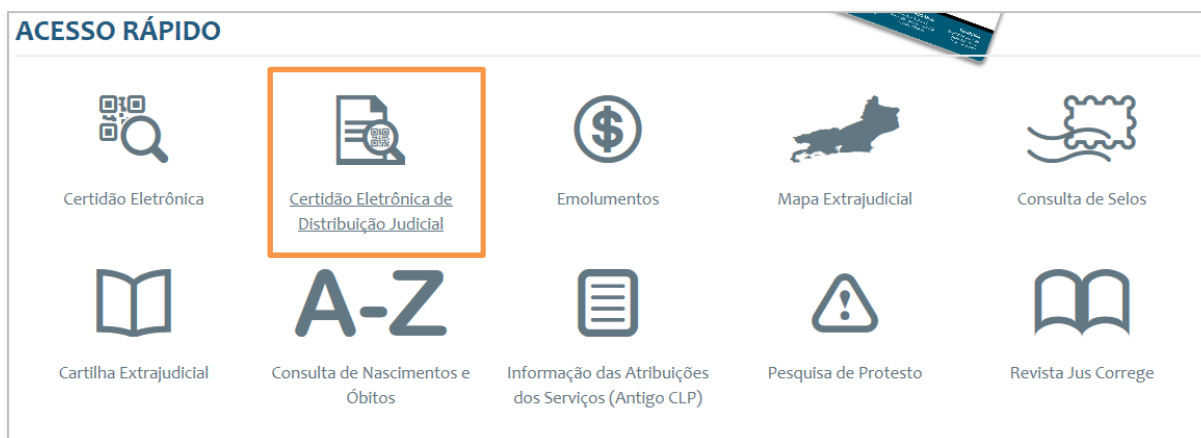 ACESSO RÁPIDO
Certidão Eletrônica
Certidão Eletrônica de
Distribuição Judicial
Emolumentos
Mapa Extrajudicial
Consulta de Selos
Cartilha Extrajudicial
A-Z
Consulta de Nascimentos e
Óbitos
Informação das Atribuições
dos Serviços (Antigo CLP)
Pesquisa de Protesto
Revista Jus Correge